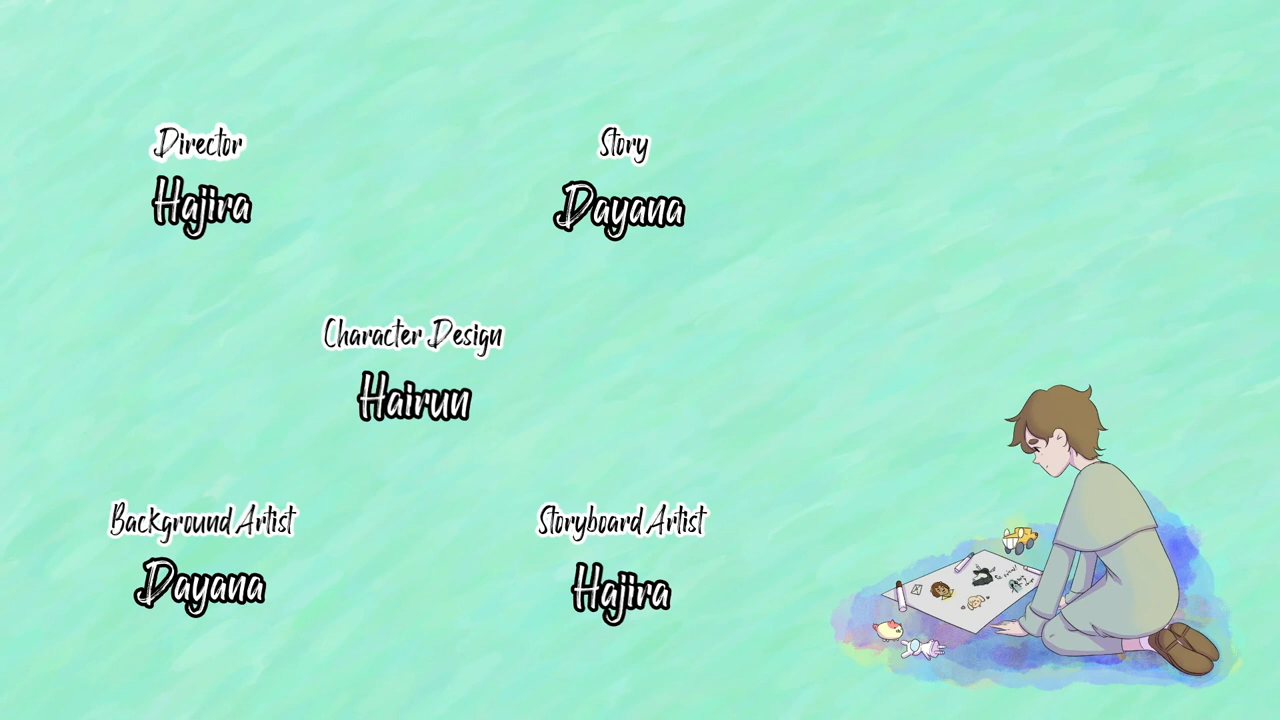 Director
Hajira
Story
Dayana
Character Design
Hairun
Background Artist
Dayana
Storyboard Artist
Hajira